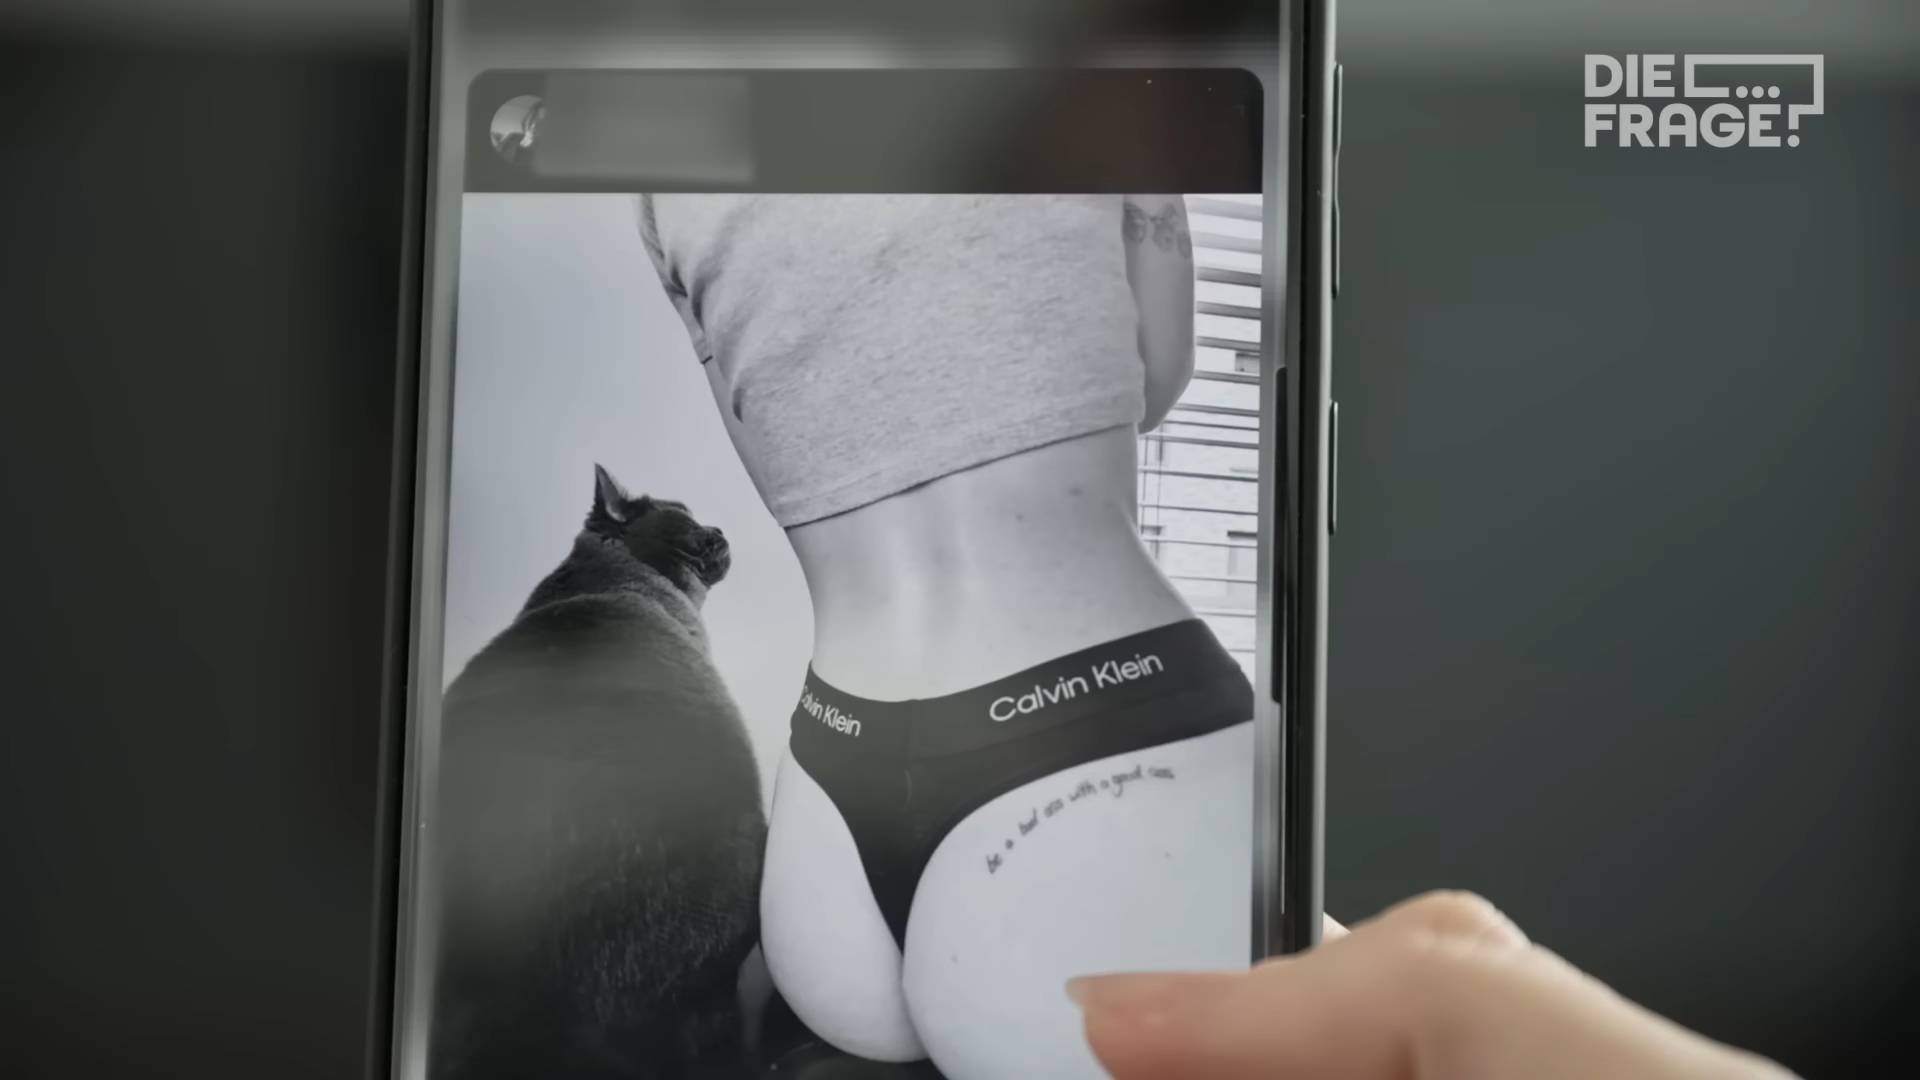 DIE ...
FRAGE?
Calvin Klein
Calvin Klein
be a bad ass with a good ass